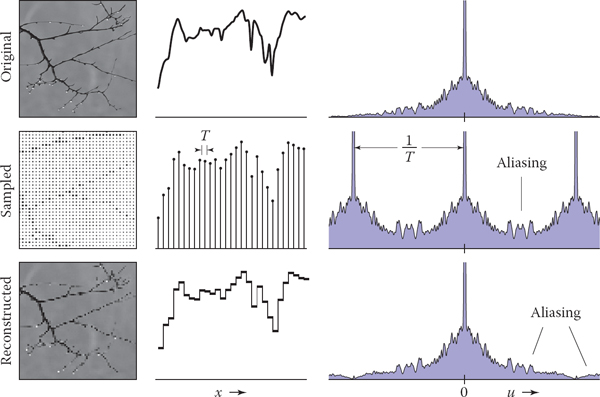 Original
Sampled
Reconstructed
T
1
T
Aliasing
Aliasing
x →
0
u →